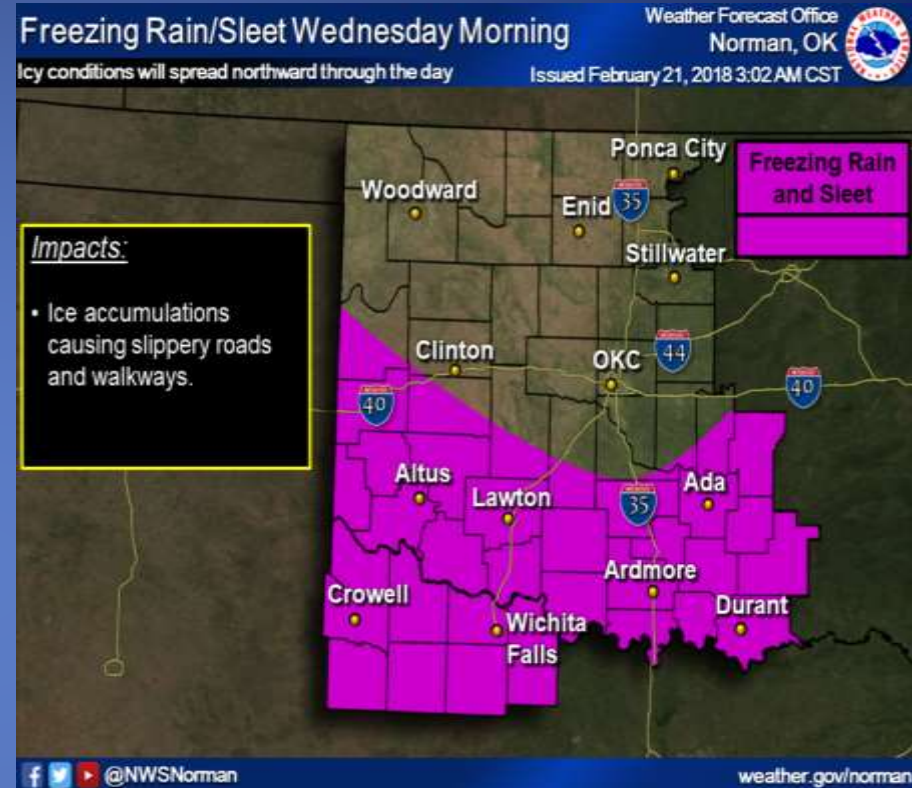 Freezing Rain/Sleet Wednesday Morning
Icy conditions will spread northward through the day
Weather Forecast Office
Norman, OK
Issued February 21, 2018 3:02 AM CST
Freezing Rain
and Sleet
Impacts:
• Ice accumulations
causing slippery roads
and walkways.
Ponca City
Woodward
Enid
35
Stillwater
Clinton
OKC
44
40
40
Altus
Lawton
35
Ada
Crowell
Ardmore
Wichita
Falls
Durant
@NWSNorman
weather.gov/norman